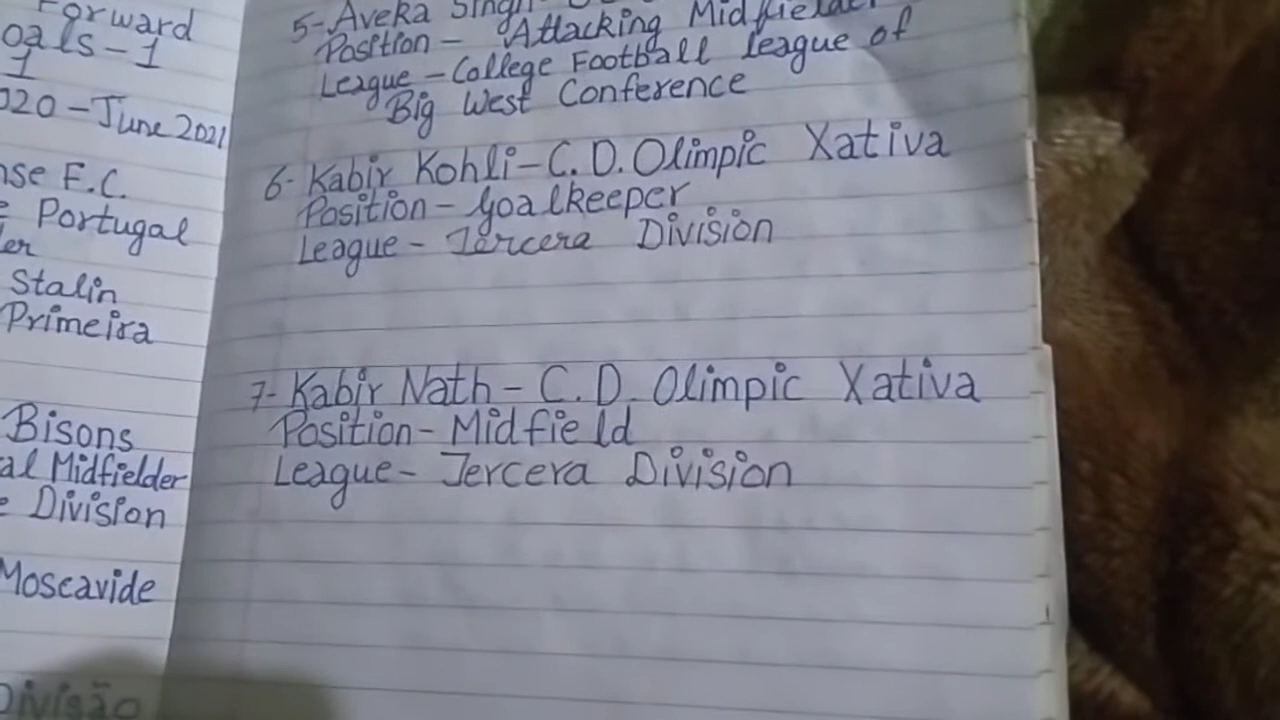 Forward
oals-1
1
020-June 2021
nse F.C.
Portugal
er
Stalin
Primeira
Bisons
al Midfielder
Division
Moscavide
Divisão
5-Aveka Singh
Position- Attacking Midfielder
League-College Football league of
Big West Conference
6-Kabir Kohli-C.D.Olimpic Xativa
Position-goalkeeper
League-Tercera Division
7-Kabir Nath-C.D.Olimpic Xativa
Position-Midfield
League-Tercera Division